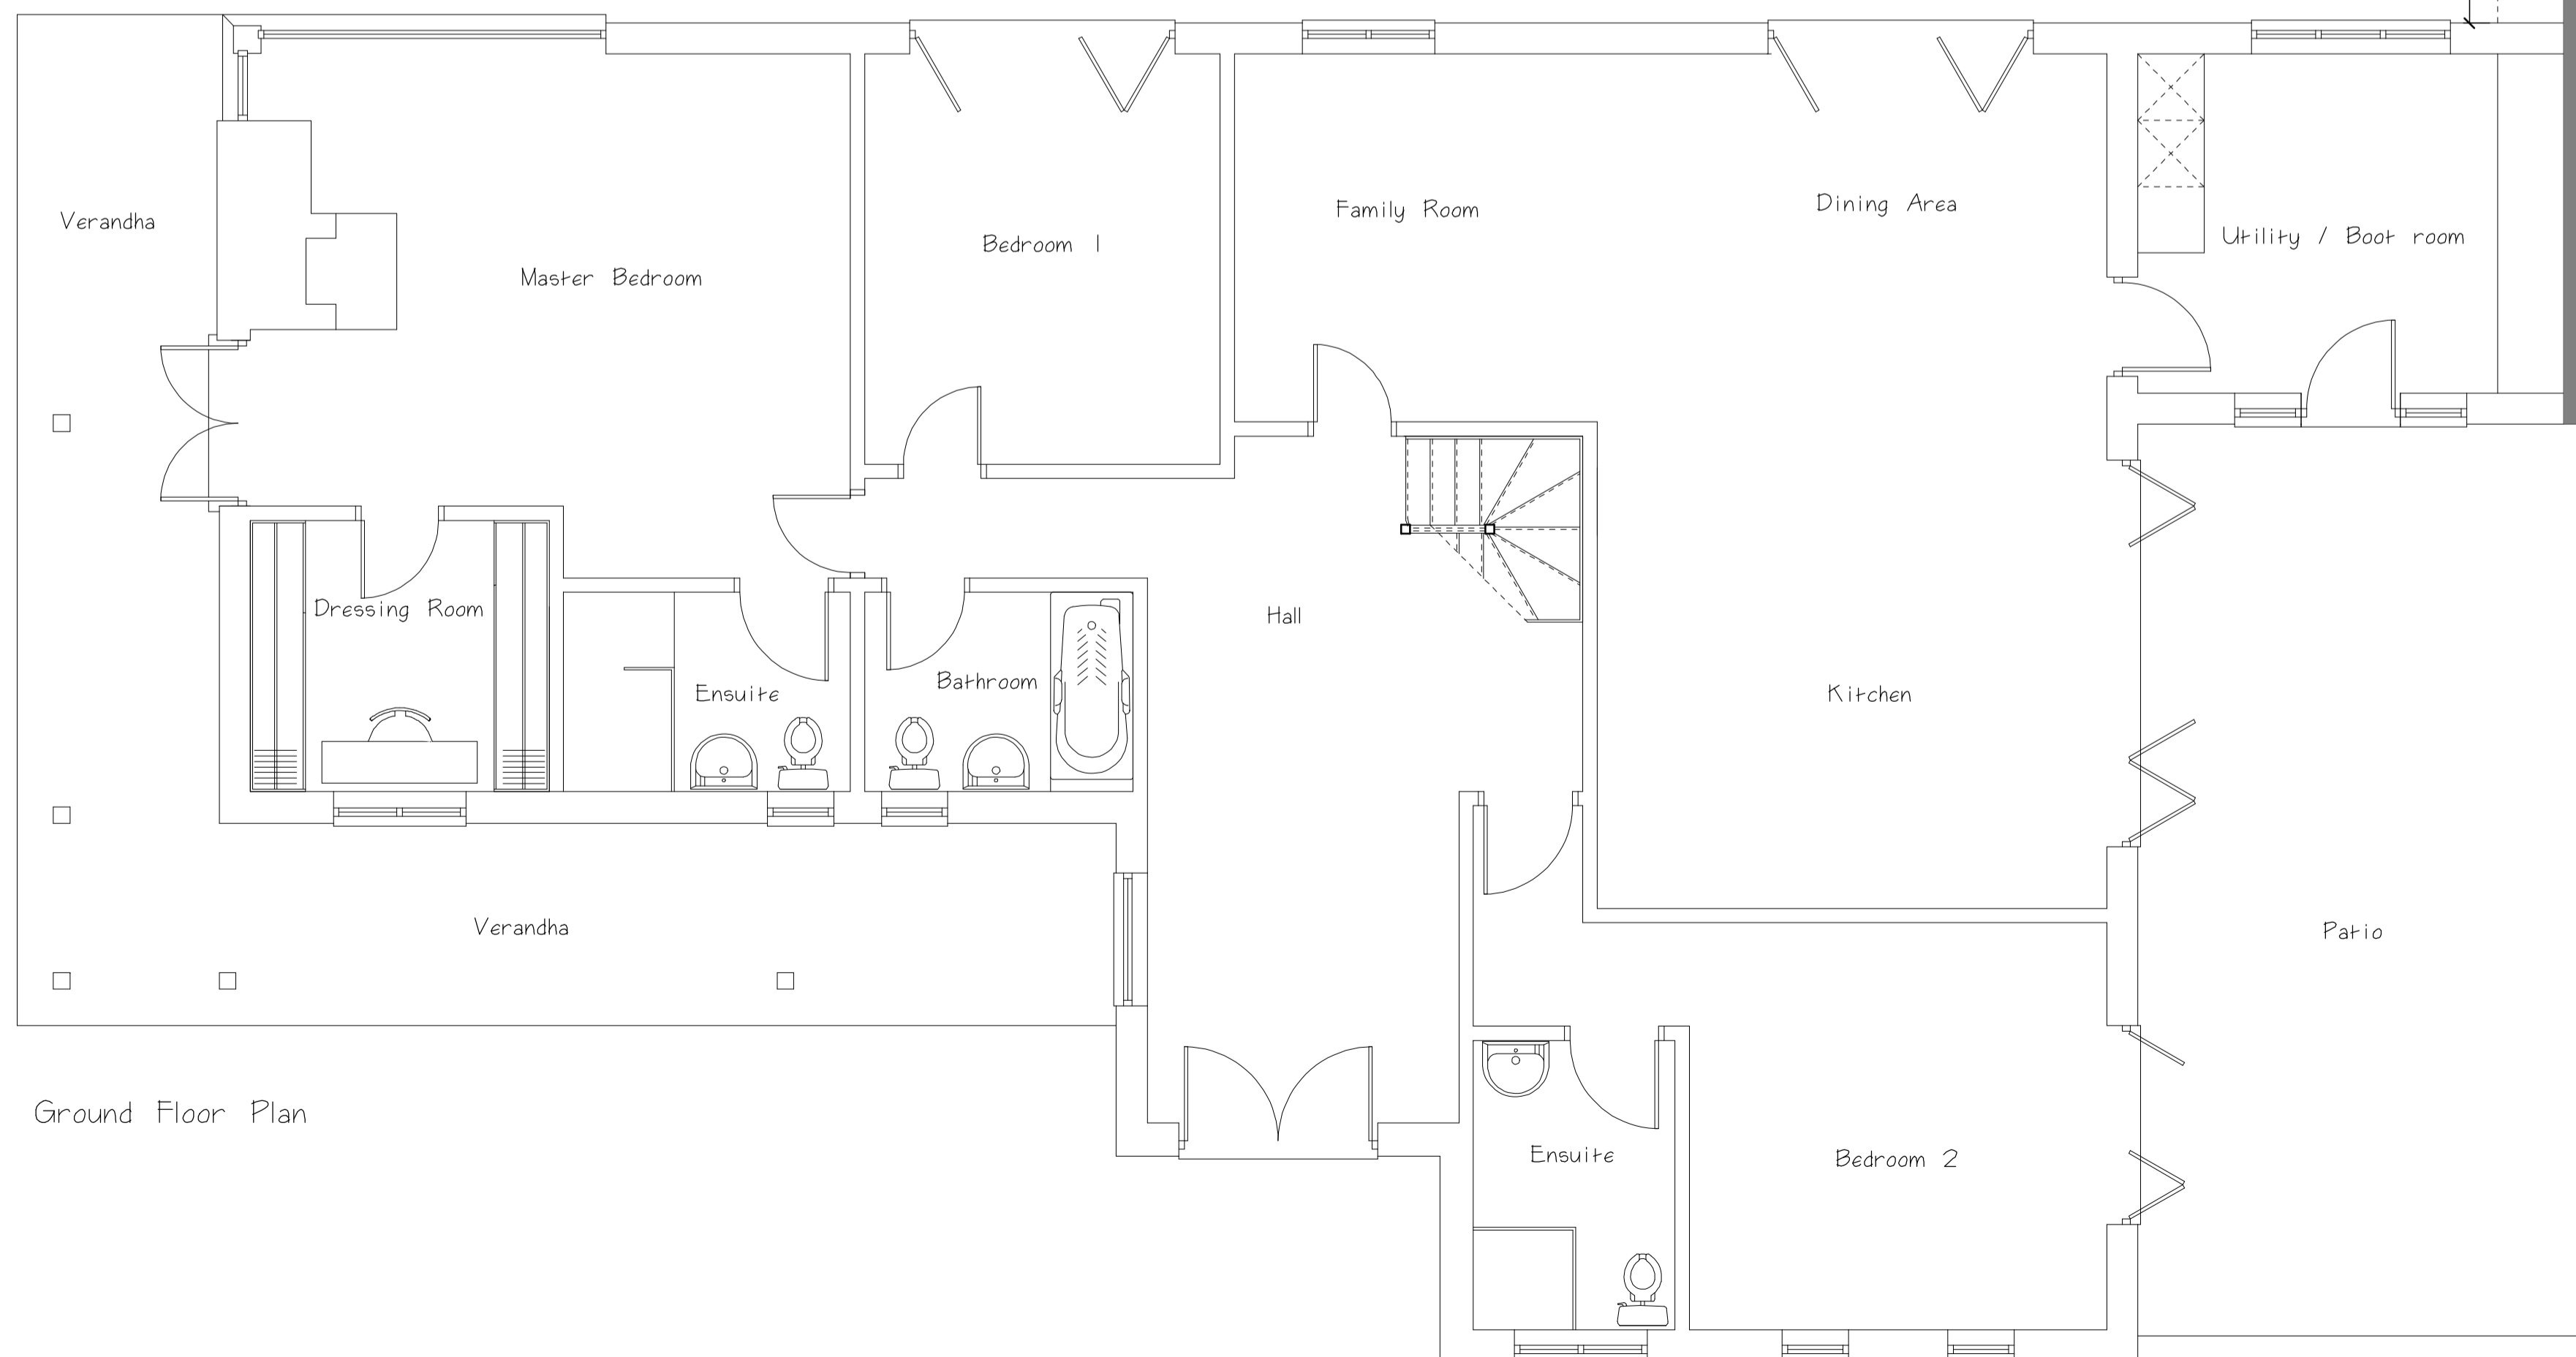 Verandha
Master Bedroom
Bedroom 1
Family Room
Dining Area
Utility / Boot room
Dressing Room
Ensuite
Bathroom
Hall
Kitchen
Verandha
Patio
Ground Floor Plan
Ensuite
Bedroom 2